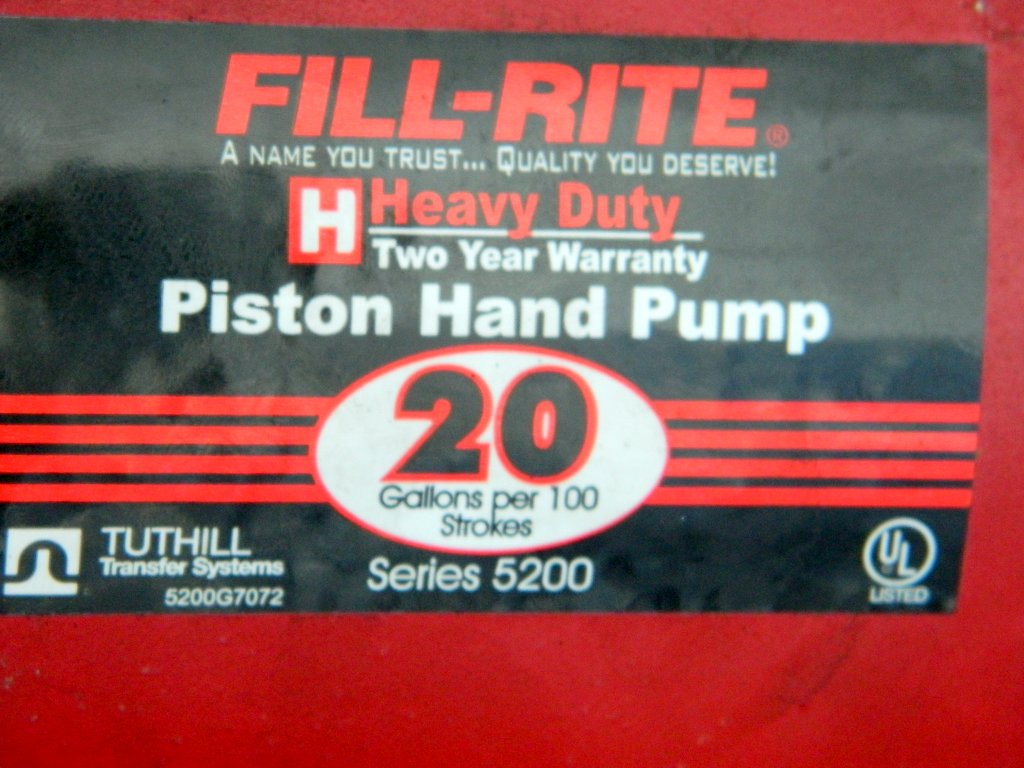 FILL-RITE®
A NAME YOU TRUST... QUALITY YOU DESERVE!
H Heavy Duty
Two Year Warranty
Piston Hand Pump
20
Gallons per 100
Strokes
TUTHILL
Transfer Systems
5200G7072
Series 5200
UL
LISTED